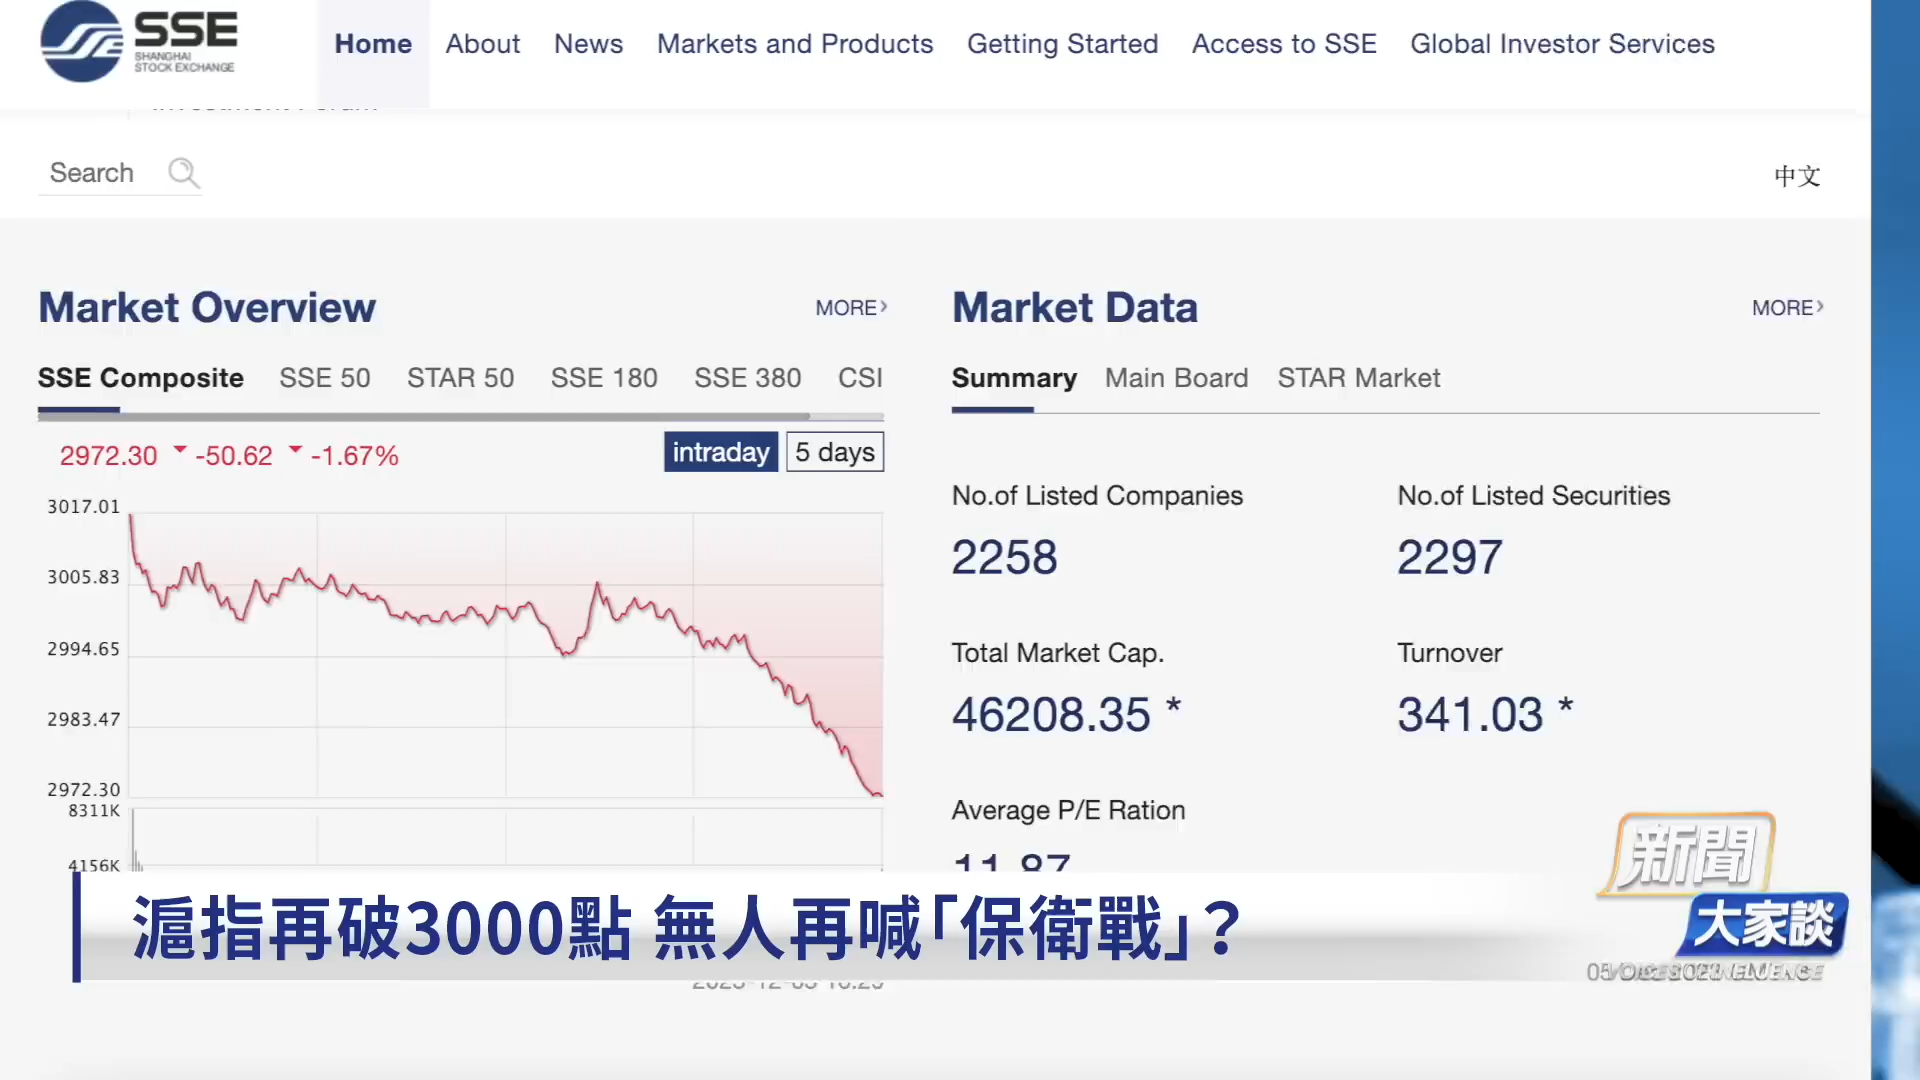 SSE
SHANGHAI
STOCK EXCHANGE
Home
About
News
Markets and Products
Getting Started
Access to SSE
Global Investor Services
Search
中文
Market Overview
MORE
SSE Composite
SSE 50
STAR 50
SSE 180
SSE 380
CSI
2972.30 -50.62 -1.67%
intraday
5 days
3017.01
3005.83
2994.65
2983.47
2972.30
8311K
4156K
Market Data
MORE
Summary
Main Board
STAR Market
No.of Listed Companies
No.of Listed Securities
2258
2297
Total Market Cap.
Turnover
46208.35 *
341.03 *
Average P/E Ration
11.87
新聞
大家談
滬指再破3000點 無人再喊「保衛戰」？